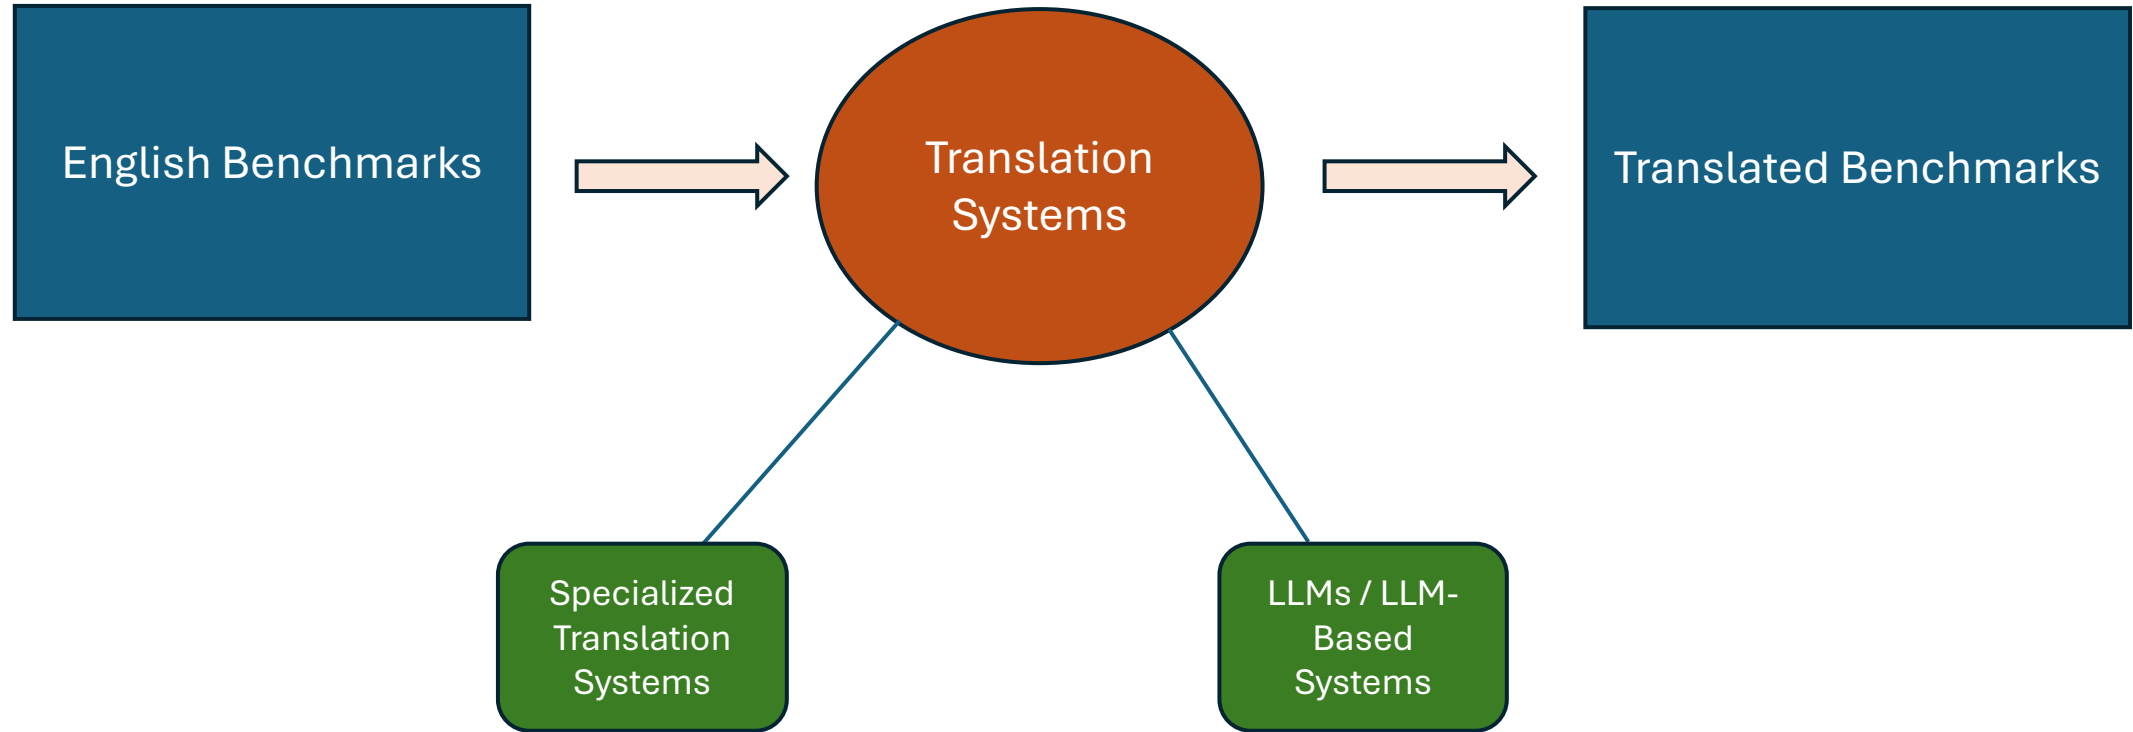 English Benchmarks
Translation
Systems
Translated Benchmarks
Specialized
Translation
Systems
LLMs / LLM-
Based
Systems